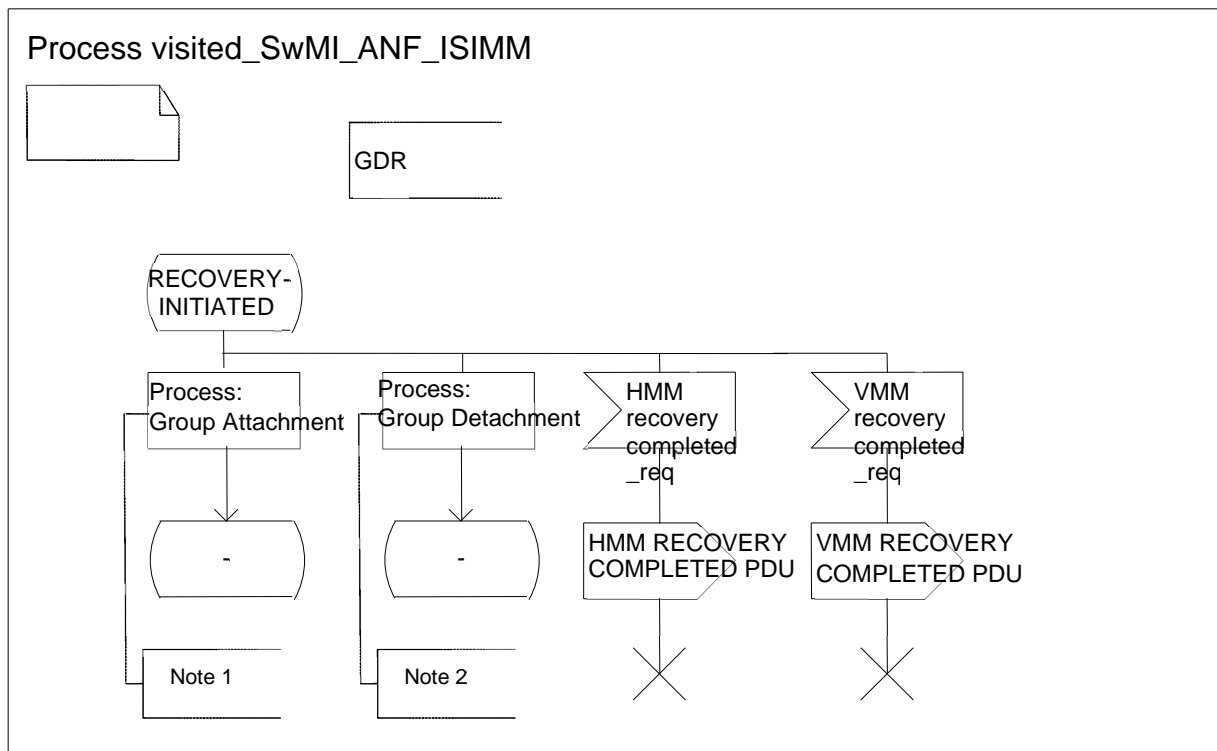 Process visited_SwMI_ANF_ISIMM
GDR
RECOVERY-
INITIATED
Process:
Group Attachment
Process:
Group Detachment
HMM
recovery
completed
_req
VMM
recovery
completed
_req
-
-
HMM RECOVERY
COMPLETED PDU
VMM RECOVERY
COMPLETED PDU
Note 1
Note 2